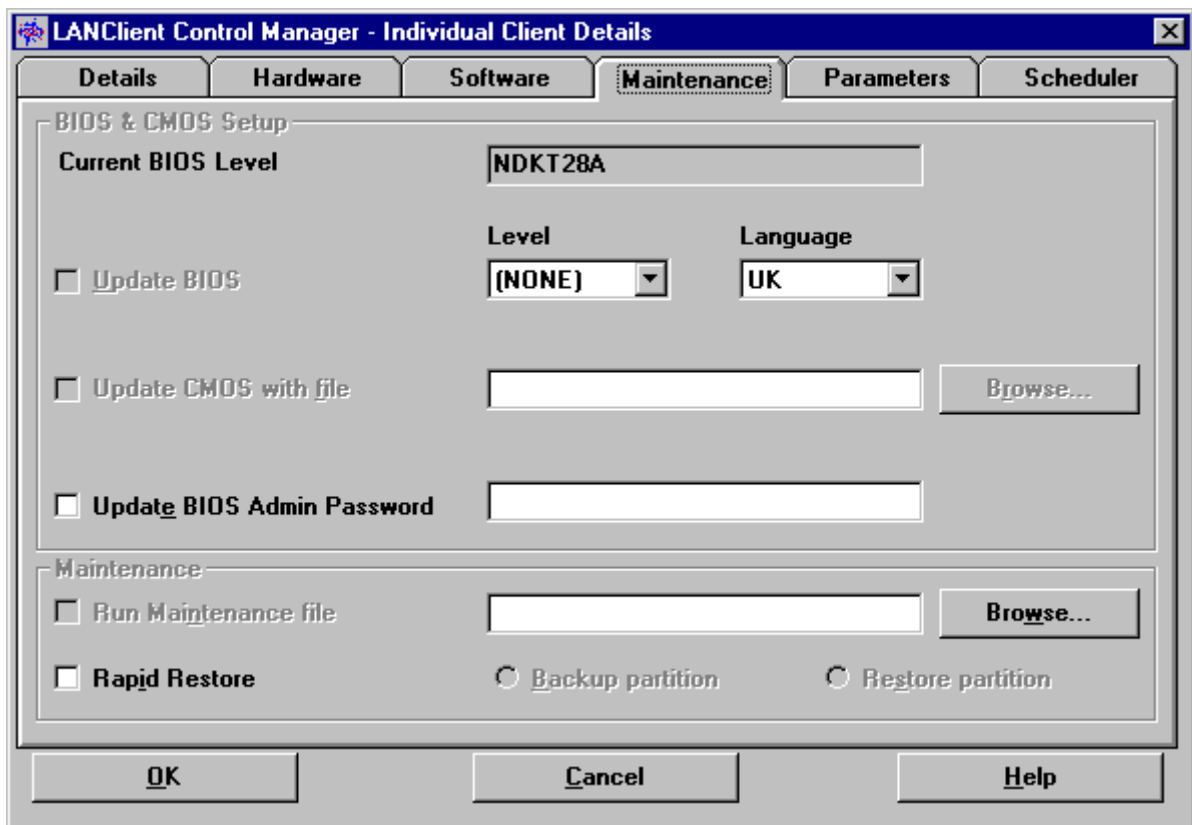 LANClient Control Manager - Individual Client Details
Details Hardware Software Maintenance Parameters Scheduler
BIOS & CMOS Setup
Current BIOS Level NDKT28A
Level Language
Update BIOS (NONE) UK
Update CMOS with file Browse...
Update BIOS Admin Password
Maintenance
Run Maintenance file Browse...
Rapid Restore Backup partition Restore partition
OK Cancel Help